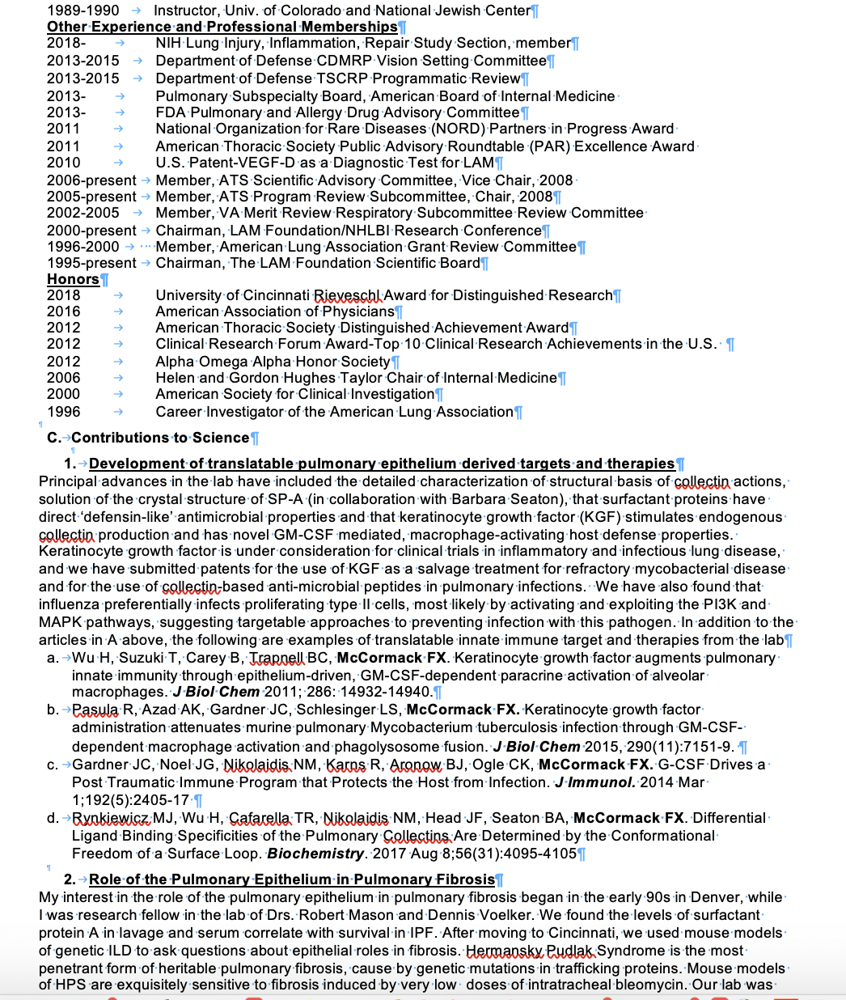 1989-1990 Instructor, Univ. of Colorado and National Jewish Center
Other Experience and Professional Memberships
2018- NIH Lung Injury, Inflammation, Repair Study Section, member
2013-2015 Department of Defense CDMRP Vision Setting Committee
2013-2015 Department of Defense TSCRP Programmatic Review
2013- Pulmonary Subspecialty Board, American Board of Internal Medicine
2013- FDA Pulmonary and Allergy Drug Advisory Committee
2011 National Organization for Rare Diseases (NORD) Partners in Progress Award
2011 American Thoracic Society Public Advisory Roundtable (PAR) Excellence Award
2010 U.S. Patent-VEGF-D as a Diagnostic Test for LAM
2006-present Member, ATS Scientific Advisory Committee, Vice Chair, 2008
2005-present Member, ATS Program Review Subcommittee, Chair, 2008
2002-2005 Member, VA Merit Review Respiratory Subcommittee Review Committee
2000-present Chairman, LAM Foundation/NHLBI Research Conference
1996-2000 Member, American Lung Association Grant Review Committee
1995-present Chairman, The LAM Foundation Scientific Board
Honors
2018 University of Cincinnati Rieveschl Award for Distinguished Research
2016 American Association of Physicians
2012 American Thoracic Society Distinguished Achievement Award
2012 Clinical Research Forum Award-Top 10 Clinical Research Achievements in the U.S.
2012 Alpha Omega Alpha Honor Society
2006 Helen and Gordon Hughes Taylor Chair of Internal Medicine
2000 American Society for Clinical Investigation
1996 Career Investigator of the American Lung Association
C. Contributions to Science
1. Development of translatable pulmonary epithelium derived targets and therapies
Principal advances in the lab have included the detailed characterization of structural basis of collectin actions,
solution of the crystal structure of SP-A (in collaboration with Barbara Seaton), that surfactant proteins have
direct ‘defensin-like’ antimicrobial properties and that keratinocyte growth factor (KGF) stimulates endogenous
collectin production and has novel GM-CSF mediated, macrophage-activating host defense properties.
Keratinocyte growth factor is under consideration for clinical trials in inflammatory and infectious lung disease,
and we have submitted patents for the use of KGF as a salvage treatment for refractory mycobacterial disease
and for the use of collectin-based anti-microbial peptides in pulmonary infections. We have also found that
influenza preferentially infects proliferating type II cells, most likely by activating and exploiting the PI3K and
MAPK pathways, suggesting targetable approaches to preventing infection with this pathogen. In addition to the
articles in A above, the following are examples of translatable innate immune target and therapies from the lab
a. Wu H, Suzuki T, Carey B, Trapnell BC, McCormack FX. Keratinocyte growth factor augments pulmonary
innate immunity through epithelium-driven, GM-CSF-dependent paracrine activation of alveolar
macrophages. J Biol Chem 2011; 286: 14932-14940.
b. Pasula R, Azad AK, Gardner JC, Schlesinger LS, McCormack FX. Keratinocyte growth factor
administration attenuates murine pulmonary Mycobacterium tuberculosis infection through GM-CSF-
dependent macrophage activation and phagolysosome fusion. J Biol Chem 2015, 290(11):7151-9.
c. Gardner JC, Noel JG, Nikolaidis NM, Karns R, Aronow BJ, Ogle CK, McCormack FX. G-CSF Drives a
Post Traumatic Immune Program that Protects the Host from Infection. J Immunol. 2014 Mar
1;192(5):2405-17
d. Rynkiewicz MJ, Wu H, Cafarella TR, Nikolaidis NM, Head JF, Seaton BA, McCormack FX. Differential
Ligand Binding Specificities of the Pulmonary Collectins Are Determined by the Conformational
Freedom of a Surface Loop. Biochemistry. 2017 Aug 8;56(31):4095-4105
2. Role of the Pulmonary Epithelium in Pulmonary Fibrosis
My interest in the role of the pulmonary epithelium in pulmonary fibrosis began in the early 90s in Denver, while
I was research fellow in the lab of Drs. Robert Mason and Dennis Voelker. We found the levels of surfactant
protein A in lavage and serum correlate with survival in IPF. After moving to Cincinnati, we used mouse models
of genetic ILD to ask questions about epithelial roles in fibrosis. Hermansky Pudlak Syndrome is the most
penetrant form of heritable pulmonary fibrosis, cause by genetic mutations in trafficking proteins. Mouse models
of HPS are exquisitely sensitive to fibrosis induced by very low doses of intratracheal bleomycin. Our lab was